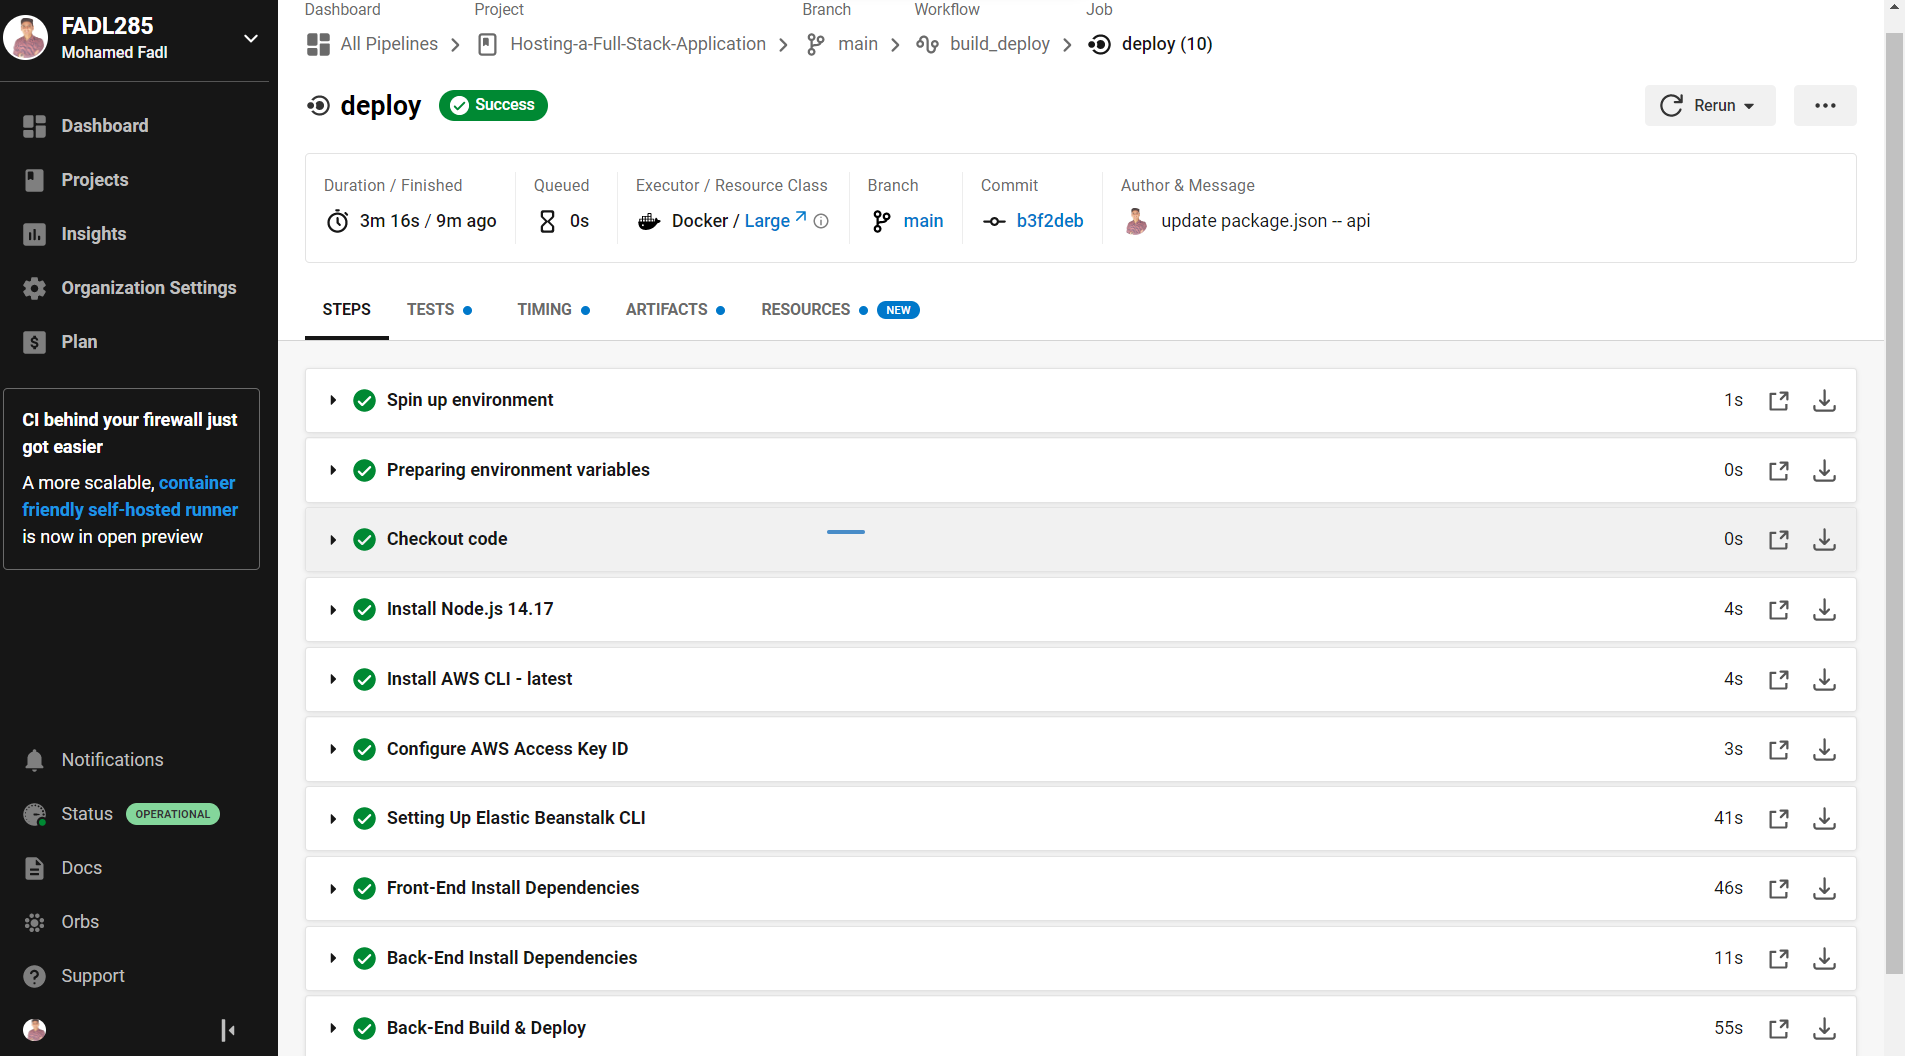 FADL285
Mohamed Fadl
Dashboard
Projects
Insights
Organization Settings
Plan
CI behind your firewall just
got easier
A more scalable, container
friendly self-hosted runner
is now in open preview
Notifications
Status OPERATIONAL
Docs
Orbs
Support
Dashboard Project Branch Workflow Job
All Pipelines Hosting-a-Full-Stack-Application main build_deploy deploy (10)
deploy Success
Rerun
Duration / Finished Queued Executor / Resource Class Branch Commit Author & Message
3m 16s / 9m ago 0s Docker / Large main b3f2deb update package.json -- api
STEPS TESTS TIMING ARTIFACTS RESOURCES NEW
Spin up environment 1s
Preparing environment variables 0s
Checkout code 0s
Install Node.js 14.17 4s
Install AWS CLI - latest 4s
Configure AWS Access Key ID 3s
Setting Up Elastic Beanstalk CLI 41s
Front-End Install Dependencies 46s
Back-End Install Dependencies 11s
Back-End Build & Deploy 55s